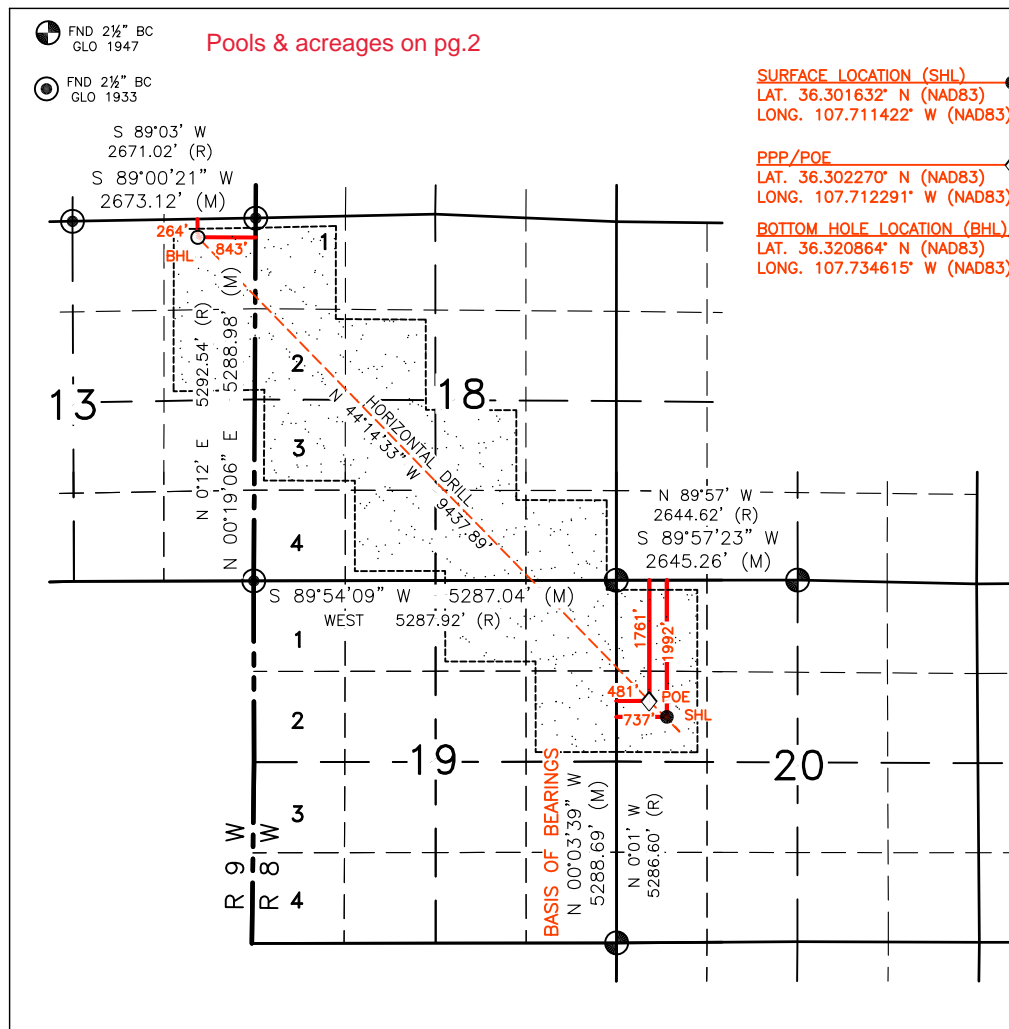 FND 2½” BC
GLO 1947
Pools & acreages on pg.2
FND 2½” BC
GLO 1933
SURFACE LOCATION (SHL)
LAT. 36.301632° N (NAD83)
LONG. 107.711422° W (NAD83)
PPP/POE
LAT. 36.302270° N (NAD83)
LONG. 107.712291° W (NAD83)
BOTTOM HOLE LOCATION (BHL)
LAT. 36.320864° N (NAD83)
LONG. 107.734615° W (NAD83)
S 89°03’ W
2671.02’ (R)
S 89°00’21” W
2673.12’ (M)
264’
843’
BHL
1
N 0°12’ E 5292.54’ (R)
N 00°19’06” E 5288.98’ (M)
2
13
18
3
HORIZONTAL DRILL
N 44°14’33” W 9437.89’
4
N 89°57’ W
2644.62’ (R)
S 89°57’23” W
2645.26’ (M)
S 89°54’09” W 5287.04’ (M)
WEST 5287.92’ (R)
1
1761’
1992’
481’
POE
737’
SHL
2
19
20
BASIS OF BEARINGS
N 00°03’39” W
5288.69’ (M)
N 0°01’ W
5286.60’ (R)
3
R 9 W
R 8 W
4